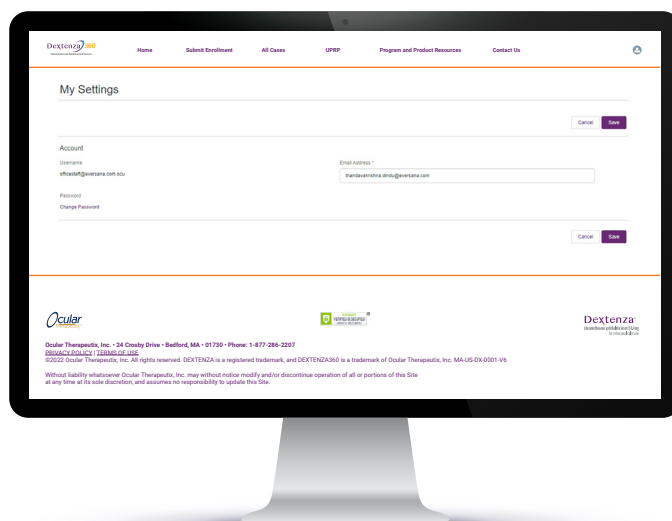 Dextenza 360
Home Submit Enrollment All Cases UPRP Program and Product Resources Contact Us
My Settings
Cancel Save
Account
Username Email Address *
officestaff@eversana.com.ocu thandavakrishna.dindu@eversana.com
Password
Change Password
Cancel Save
Ocular
Dextenza
Ocular Therapeutix, Inc. • 24 Crosby Drive • Bedford, MA • 01730 • Phone: 1-877-286-2207
PRIVACY POLICY | TERMS OF USE
©2022 Ocular Therapeutix, Inc. All rights reserved. DEXTENZA is a registered trademark, and DEXTENZA360 is a trademark of Ocular Therapeutix, Inc. MA-US-DX-0001-V6
Without liability whatsoever Ocular Therapeutix, Inc. may without notice modify and/or discontinue operation of all or portions of this Site
at any time at its sole discretion, and assumes no responsibility to update this Site.